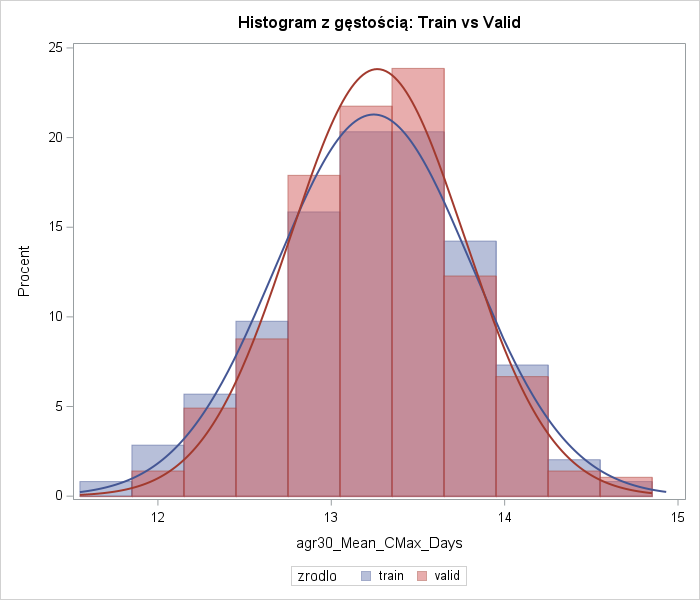 Histogram z gęstością: Train vs Valid
25
20
15
10
5
0
Procent
12
13
14
15
agr30_Mean_CMax_Days
zrodlo train valid